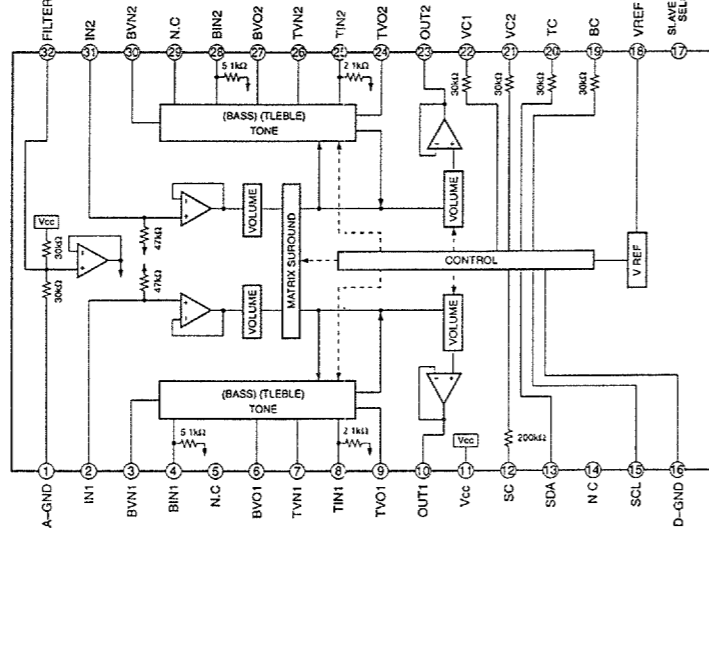 FILTER
IN2
BVN2
N.C
BIN2
BVO2
TVN2
TIN2
TVO2
OUT2
VC1
VC2
TC
BC
VREF
SLAVE
SEL
32
31
30
29
28
27
26
25
24
23
22
21
20
19
18
17
5 1kΩ
2 1kΩ
30kΩ
30kΩ
30kΩ
30kΩ
(BASS) (TLEBLE)
TONE
VOLUME
VOLUME
MATRIX SUROUND
Vcc
30kΩ
30kΩ
47kΩ
47kΩ
CONTROL
V REF
VOLUME
VOLUME
(BASS) (TLEBLE)
TONE
5 1kΩ
2 1kΩ
Vcc
200kΩ
1
2
3
4
5
6
7
8
9
10
11
12
13
14
15
16
A-GND
IN1
BVN1
BIN1
N.C
BVO1
TVN1
TIN1
TVO1
OUT1
Vcc
SC
SDA
N C
SCL
D-GND